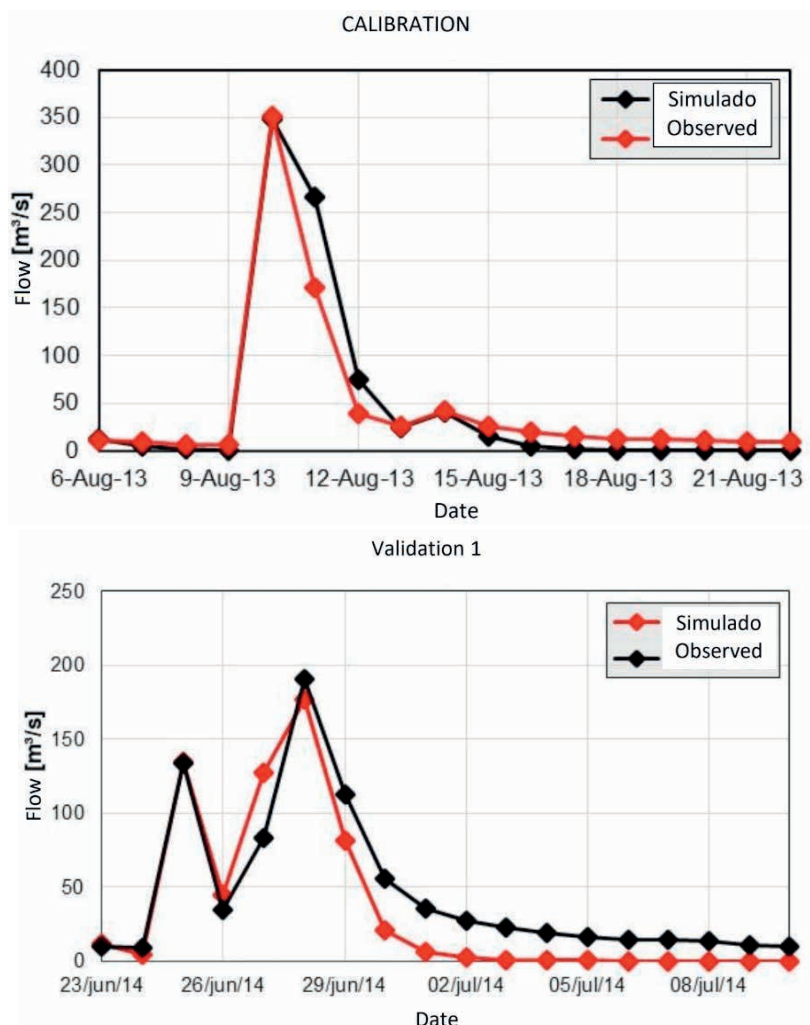 CALIBRATION
400
350
300
250
200
150
100
50
0
Flow [m³/s]
Simulado
Observed
6-Aug-13 9-Aug-13 12-Aug-13 15-Aug-13 18-Aug-13 21-Aug-13
Date
Validation 1
250
200
150
100
50
0
Flow [m³/s]
Simulado
Observed
23/jun/14 26/jun/14 29/jun/14 02/jul/14 05/jul/14 08/jul/14
Date